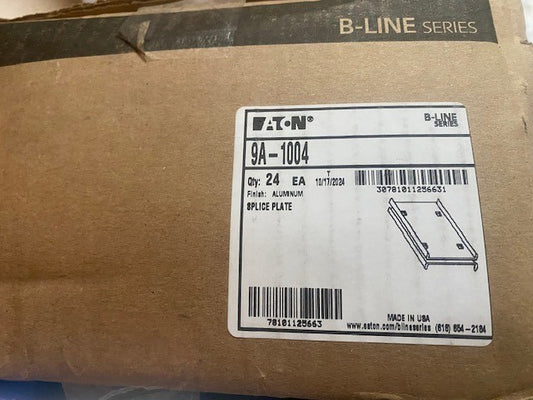 B-LINE SERIES
EATON® B-LINE SERIES
9A-1004
Qty: 24 EA T 10/17/2024
30781011256631
Finish: ALUMINUM
SPLICE PLATE
78101125663
MADE IN USA
www.eaton.com/blineseries (618) 654-2184